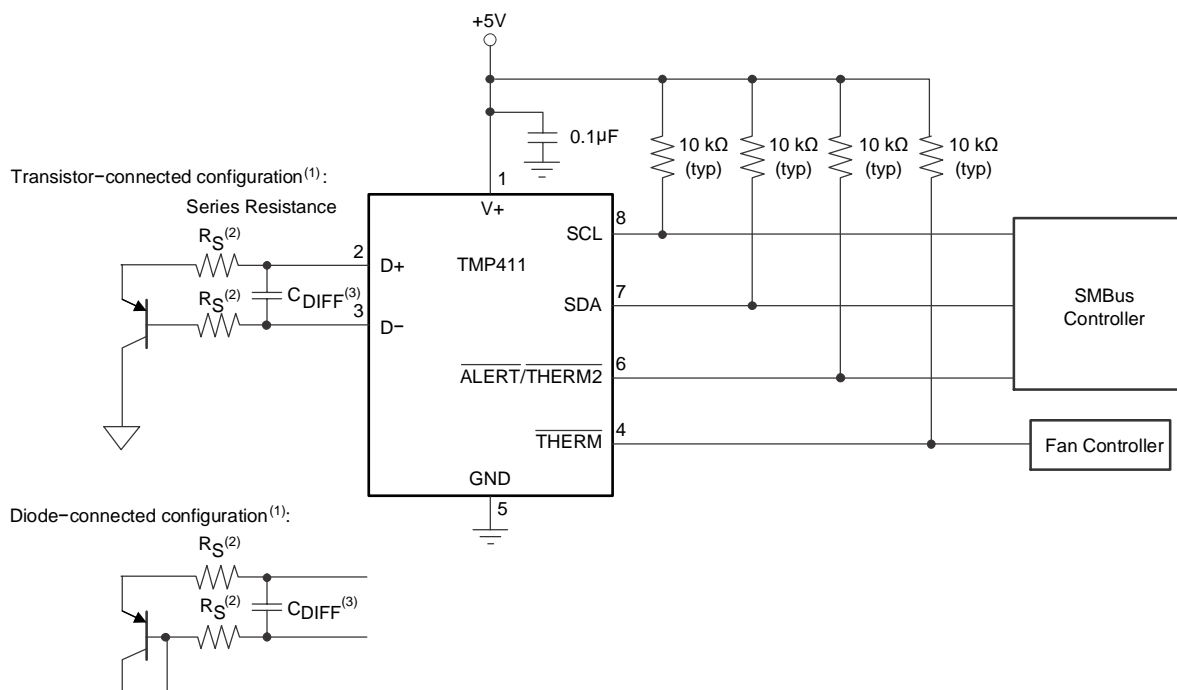 +5V
0.1µF
10 kΩ
(typ)
10 kΩ
(typ)
10 kΩ
(typ)
10 kΩ
(typ)
Transistor−connected configuration(1):
Series Resistance
RS(2)
RS(2)
CDIFF(3)
1
V+
2
D+
3
D−
TMP411
8
SCL
7
SDA
6
ALERT/THERM2
4
THERM
GND
5
SMBus
Controller
Fan Controller
Diode−connected configuration(1):
RS(2)
RS(2)
CDIFF(3)